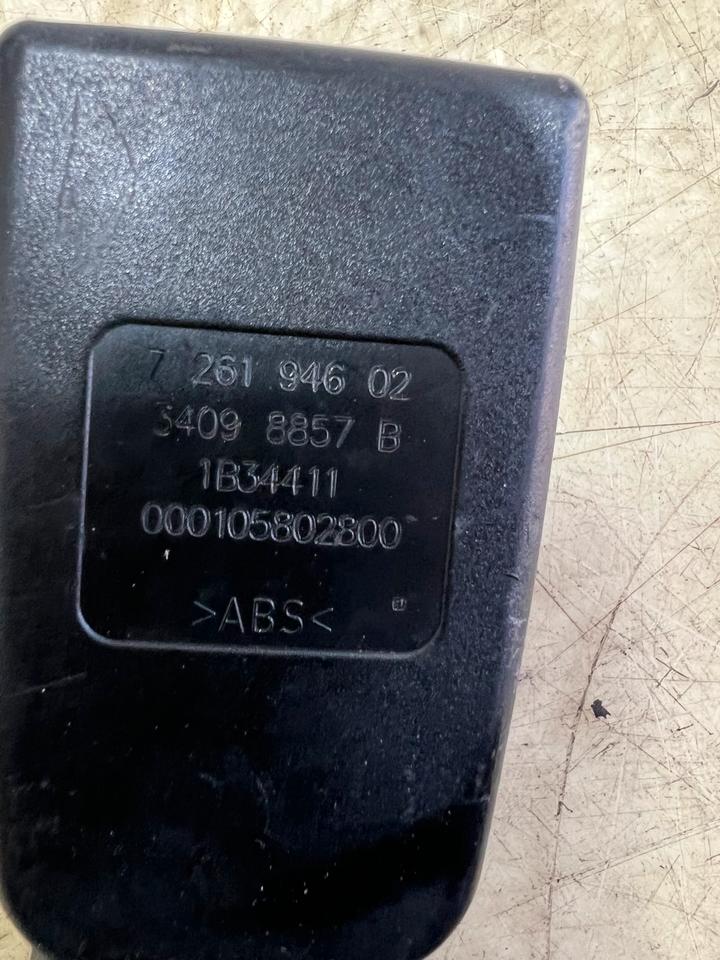 7 261 946 02
3409 8857 B
1B34411
000105802800
>ABS<